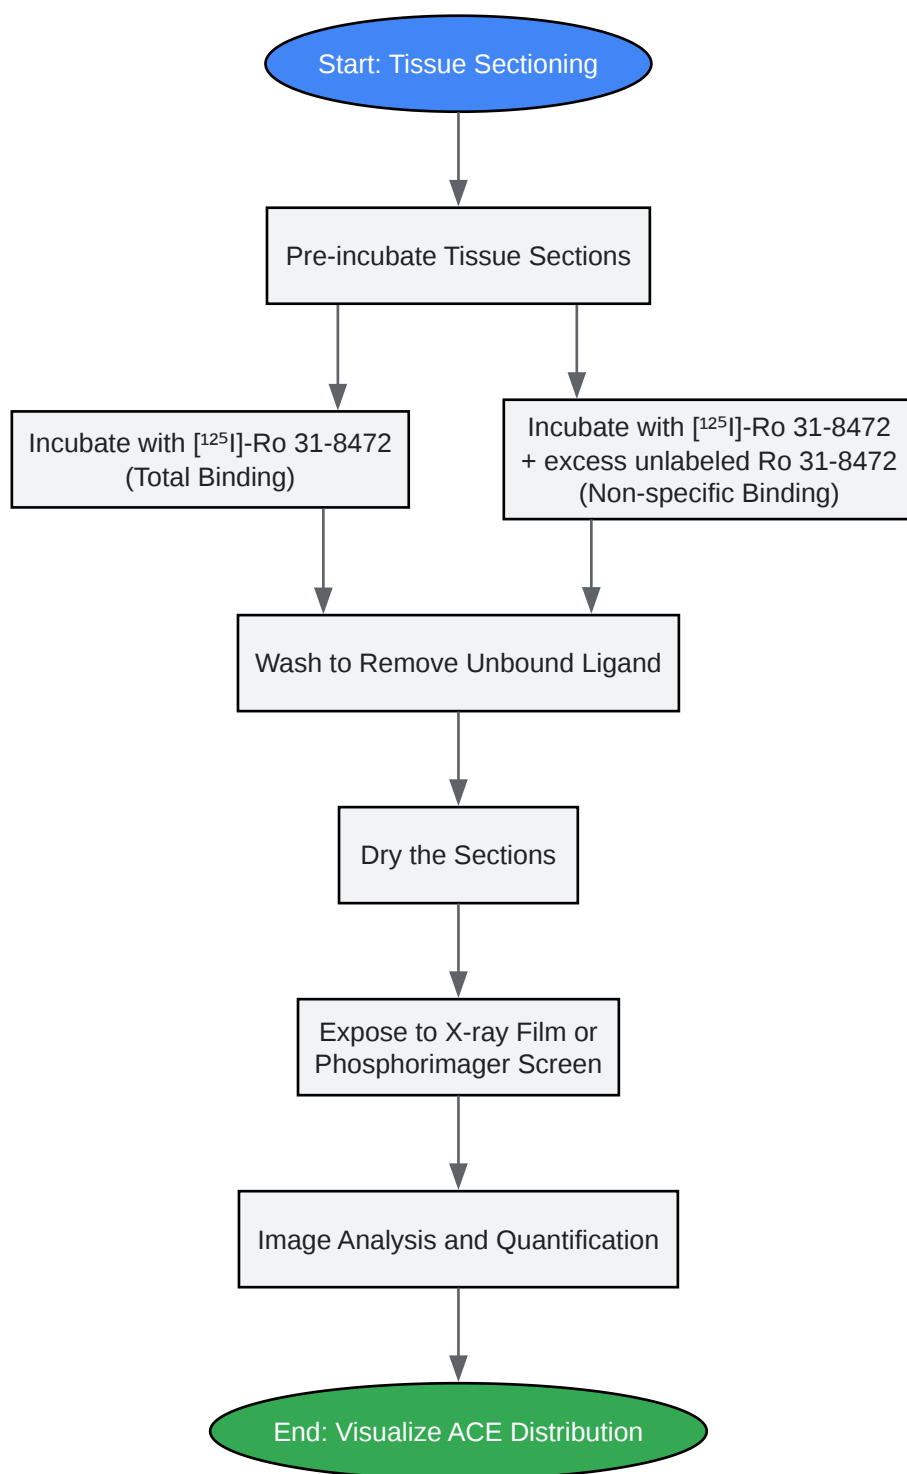 Start: Tissue Sectioning
Pre-incubate Tissue Sections
Incubate with [¹²⁵I]-Ro 31-8472
(Total Binding)
Incubate with [¹²⁵I]-Ro 31-8472
+ excess unlabeled Ro 31-8472
(Non-specific Binding)
Wash to Remove Unbound Ligand
Dry the Sections
Expose to X-ray Film or
Phosphorimager Screen
Image Analysis and Quantification
End: Visualize ACE Distribution